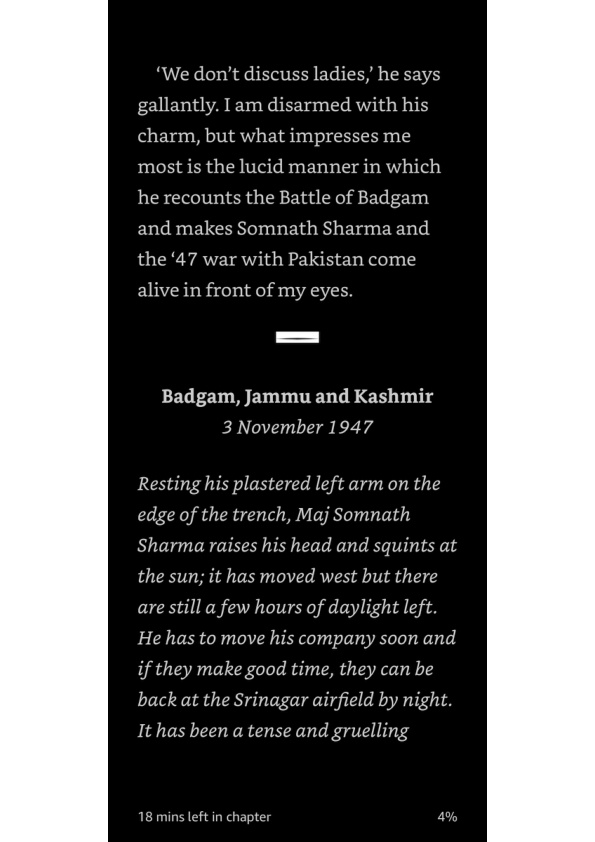 ‘We don’t discuss ladies,’ he says
gallantly. I am disarmed with his
charm, but what impresses me
most is the lucid manner in which
he recounts the Battle of Badgam
and makes Somnath Sharma and
the ‘47 war with Pakistan come
alive in front of my eyes.
Badgam, Jammu and Kashmir
3 November 1947
Resting his plastered left arm on the
edge of the trench, Maj Somnath
Sharma raises his head and squints at
the sun; it has moved west but there
are still a few hours of daylight left.
He has to move his company soon and
if they make good time, they can be
back at the Srinagar airfield by night.
It has been a tense and gruelling
18 mins left in chapter 4%